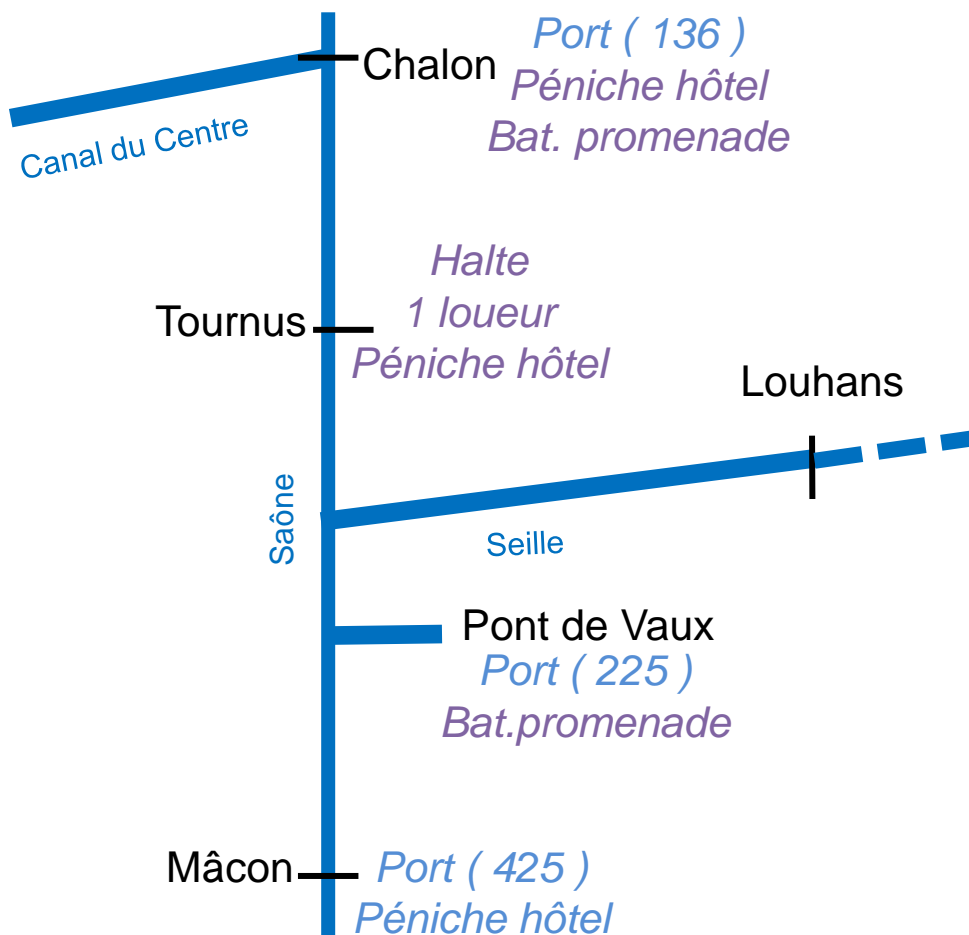 Port ( 136 )
Chalon
Péniche hôtel
Bat. promenade
Canal du Centre
Halte
Tournus
1 loueur
Péniche hôtel
Louhans
Saône
Seille
Pont de Vaux
Port ( 225 )
Bat.promenade
Mâcon
Port ( 425 )
Péniche hôtel